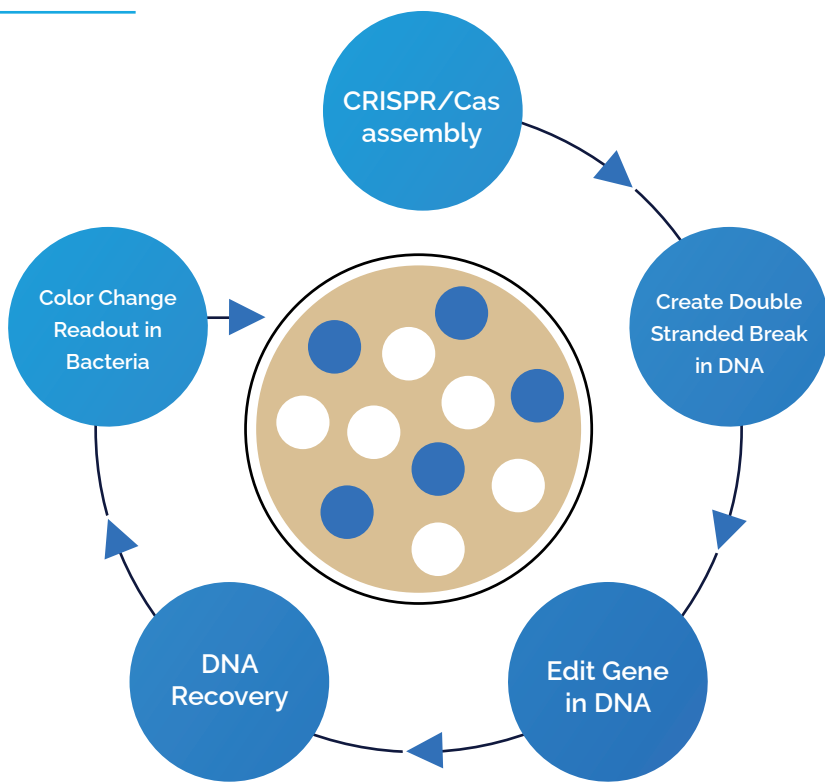 CRISPR/Cas
assembly
Create Double
Stranded Break
in DNA
Edit Gene
in DNA
DNA
Recovery
Color Change
Readout in
Bacteria